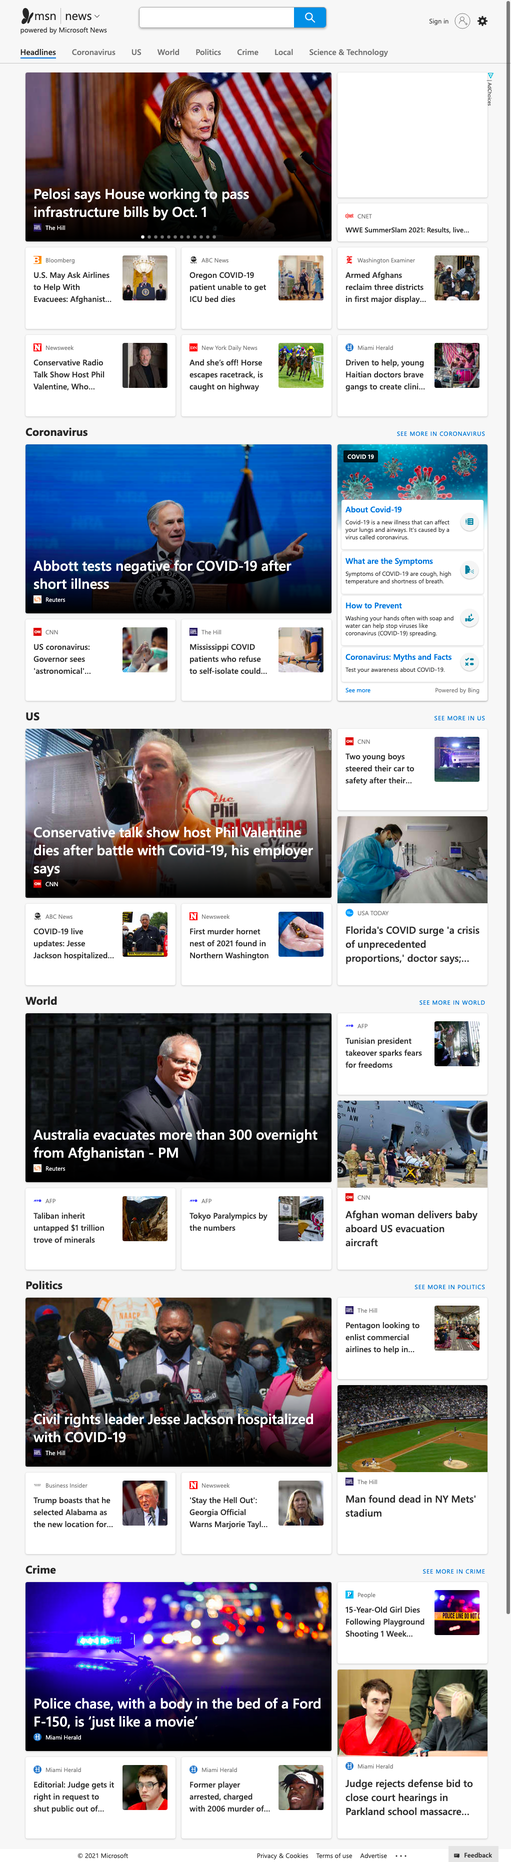 msn | news
powered by Microsoft News
Sign in
Headlines Coronavirus US World Politics Crime Local Science & Technology
Pelosi says House working to pass
infrastructure bills by Oct. 1
The Hill
AdChoices
CNET
WWE SummerSlam 2021: Results, live...
Bloomberg
U.S. May Ask Airlines
to Help With
Evacuees: Afghanist...
ABC News
Oregon COVID-19
patient unable to get
ICU bed dies
Washington Examiner
Armed Afghans
reclaim three districts
in first major display...
Newsweek
Conservative Radio
Talk Show Host Phil
Valentine, Who...
New York Daily News
And she's off! Horse
escapes racetrack, is
caught on highway
Miami Herald
Driven to help, young
Haitian doctors brave
gangs to create clini...
Coronavirus
SEE MORE IN CORONAVIRUS
Abbott tests negative for COVID-19 after
short illness
Reuters
COVID 19
About Covid-19
Covid-19 is a new illness that can affect
your lungs and airways. It's caused by a
virus called coronavirus.
What are the Symptoms
Symptoms of COVID-19 are cough, high
temperature and shortness of breath.
How to Prevent
Washing your hands often with soap and
water can help stop viruses like
coronavirus (COVID-19) spreading.
Coronavirus: Myths and Facts
Test your awareness about COVID-19.
See more
Powered by Bing
CNN
US coronavirus:
Governor sees
'astronomical'...
The Hill
Mississippi COVID
patients who refuse
to self-isolate could...
US
SEE MORE IN US
the
Phil
Valentine
Show
Conservative talk show host Phil Valentine
dies after battle with Covid-19, his employer
says
CNN
CNN
Two young boys
steered their car to
safety after their...
USA TODAY
Florida's COVID surge 'a crisis
of unprecedented
proportions,' doctor says;...
ABC News
COVID-19 live
updates: Jesse
Jackson hospitalized...
Newsweek
First murder hornet
nest of 2021 found in
Northern Washington
World
SEE MORE IN WORLD
Australia evacuates more than 300 overnight
from Afghanistan - PM
Reuters
AFP
Tunisian president
takeover sparks fears
for freedoms
CNN
Afghan woman delivers baby
aboard US evacuation
aircraft
AFP
Taliban inherit
untapped $1 trillion
trove of minerals
AFP
Tokyo Paralympics by
the numbers
Politics
SEE MORE IN POLITICS
NAACP
Civil rights leader Jesse Jackson hospitalized
with COVID-19
The Hill
The Hill
Pentagon looking to
enlist commercial
airlines to help in...
The Hill
Man found dead in NY Mets'
stadium
Business Insider
Trump boasts that he
selected Alabama as
the new location for...
Newsweek
'Stay the Hell Out':
Georgia Official
Warns Marjorie Tayl...
Crime
SEE MORE IN CRIME
Police chase, with a body in the bed of a Ford
F-150, is 'just like a movie'
Miami Herald
People
15-Year-Old Girl Dies
Following Playground
Shooting 1 Week...
POLICE LINE DO NOT
Miami Herald
Judge rejects defense bid to
close court hearings in
Parkland school massacre...
Miami Herald
Editorial: Judge gets it
right in request to
shut public out of...
Miami Herald
Former player
arrested, charged
with 2006 murder of...
© 2021 Microsoft
Privacy & Cookies Terms of use Advertise
Feedback